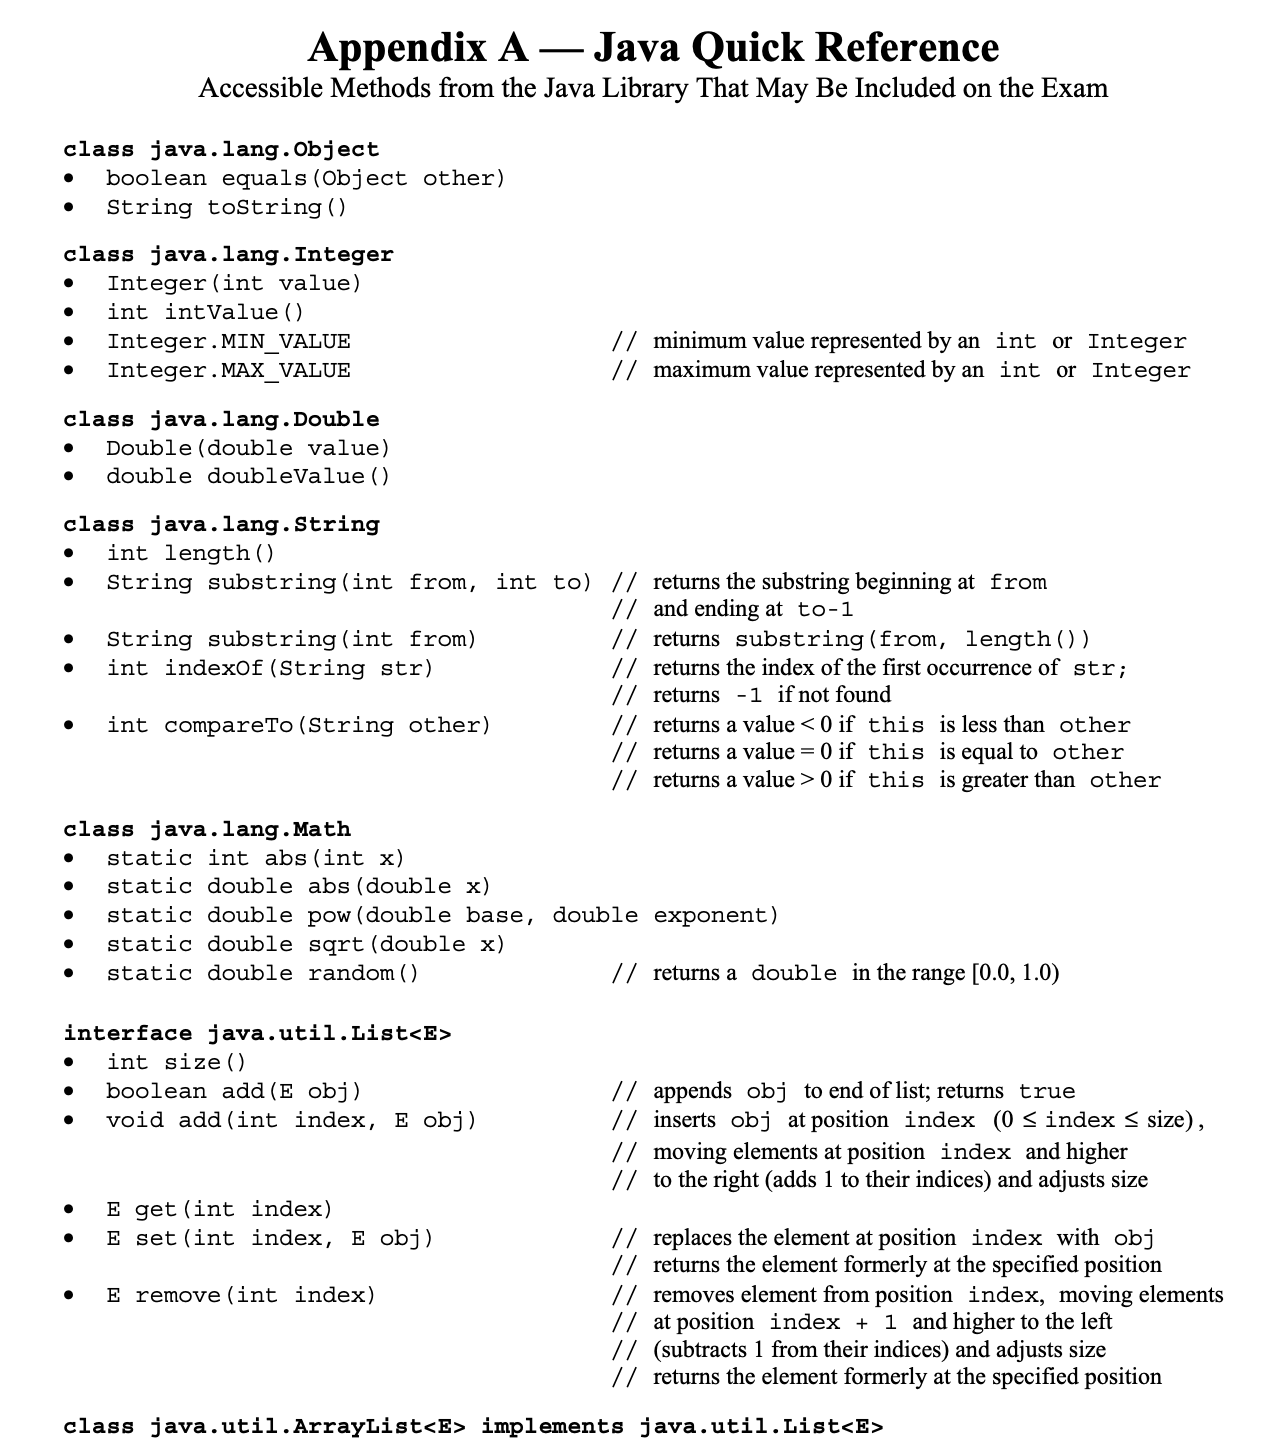 Appendix A — Java Quick Reference
Accessible Methods from the Java Library That May Be Included on the Exam
class java.lang.Object
• boolean equals(Object other)
• String toString()
class java.lang.Integer
• Integer(int value)
• int intValue()
• Integer.MIN_VALUE // minimum value represented by an int or Integer
• Integer.MAX_VALUE // maximum value represented by an int or Integer
class java.lang.Double
• Double(double value)
• double doubleValue()
class java.lang.String
• int length()
• String substring(int from, int to) // returns the substring beginning at from
// and ending at to-1
• String substring(int from) // returns substring(from, length())
• int indexOf(String str) // returns the index of the first occurrence of str;
// returns -1 if not found
• int compareTo(String other) // returns a value < 0 if this is less than other
// returns a value = 0 if this is equal to other
// returns a value > 0 if this is greater than other
class java.lang.Math
• static int abs(int x)
• static double abs(double x)
• static double pow(double base, double exponent)
• static double sqrt(double x)
• static double random() // returns a double in the range [0.0, 1.0)
interface java.util.List<E>
• int size()
• boolean add(E obj) // appends obj to end of list; returns true
• void add(int index, E obj) // inserts obj at position index (0 ≤ index ≤ size),
// moving elements at position index and higher
// to the right (adds 1 to their indices) and adjusts size
• E get(int index)
• E set(int index, E obj) // replaces the element at position index with obj
// returns the element formerly at the specified position
• E remove(int index) // removes element from position index, moving elements
// at position index + 1 and higher to the left
// (subtracts 1 from their indices) and adjusts size
// returns the element formerly at the specified position
class java.util.ArrayList<E> implements java.util.List<E>